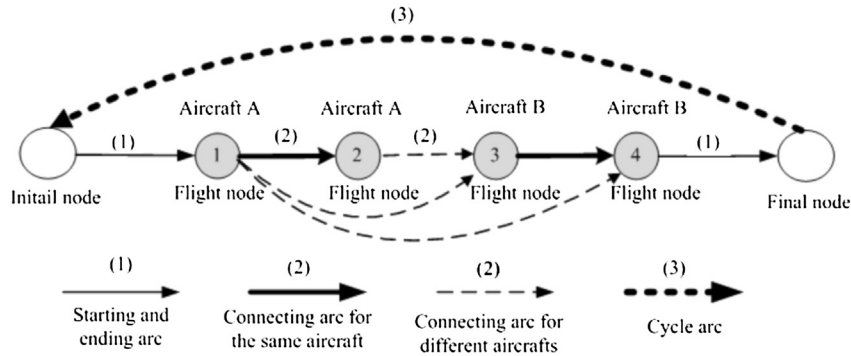 (3)
Aircraft A
Aircraft A
Aircraft B
Aircraft B
(1)
(2)
(2)
(1)
1
2
3
4
Initail node
Flight node
Flight node
Flight node
Flight node
Final node
(1)
(2)
(2)
(3)
Starting and
ending arc
Connecting arc for
the same aircraft
Connecting arc for
different aircrafts
Cycle arc